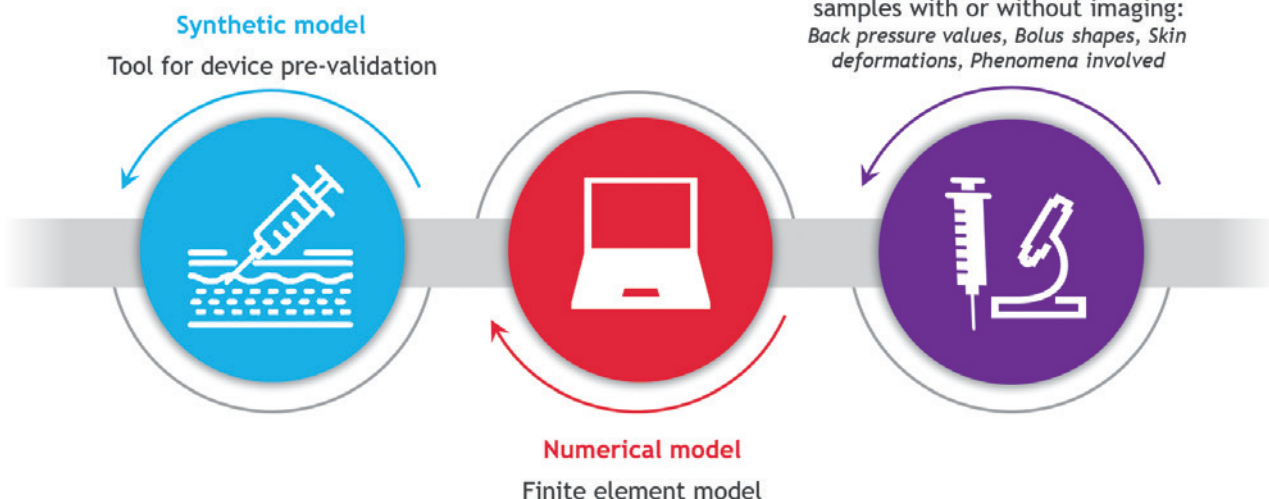 Synthetic model
Tool for device pre-validation
samples with or without imaging:
Back pressure values, Bolus shapes, Skin
deformations, Phenomena involved
Numerical model
Finite element model